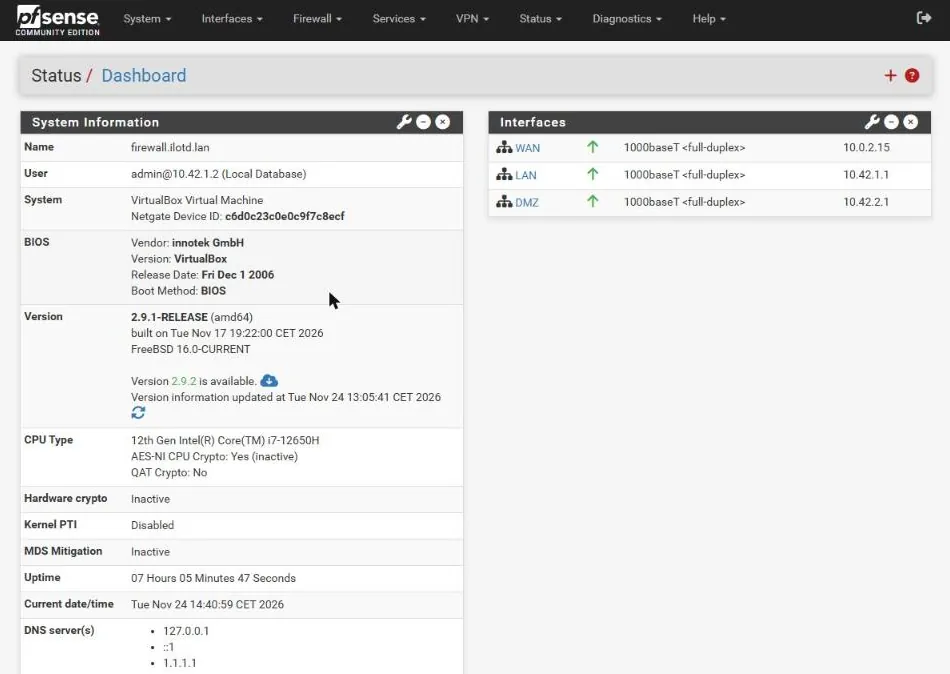 pfsense
COMMUNITY EDITION
System Interfaces Firewall Services VPN Status Diagnostics Help
Status / Dashboard
System Information
Name firewall.ilotd.lan
User admin@10.42.1.2 (Local Database)
System VirtualBox Virtual Machine
Netgate Device ID: c6d0c23c0e0c9f7c8ecf
BIOS Vendor: innotek GmbH
Version: VirtualBox
Release Date: Fri Dec 1 2006
Boot Method: BIOS
Version 2.9.1-RELEASE (amd64)
built on Tue Nov 17 19:22:00 CET 2026
FreeBSD 16.0-CURRENT
Version 2.9.2 is available.
Version information updated at Tue Nov 24 13:05:41 CET 2026
CPU Type 12th Gen Intel(R) Core(TM) i7-12650H
AES-NI CPU Crypto: Yes (inactive)
QAT Crypto: No
Hardware crypto Inactive
Kernel PTI Disabled
MDS Mitigation Inactive
Uptime 07 Hours 05 Minutes 47 Seconds
Current date/time Tue Nov 24 14:40:59 CET 2026
DNS server(s) • 127.0.0.1
• ::1
• 1.1.1.1
Interfaces
WAN 1000baseT <full-duplex> 10.0.2.15
LAN 1000baseT <full-duplex> 10.42.1.1
DMZ 1000baseT <full-duplex> 10.42.2.1